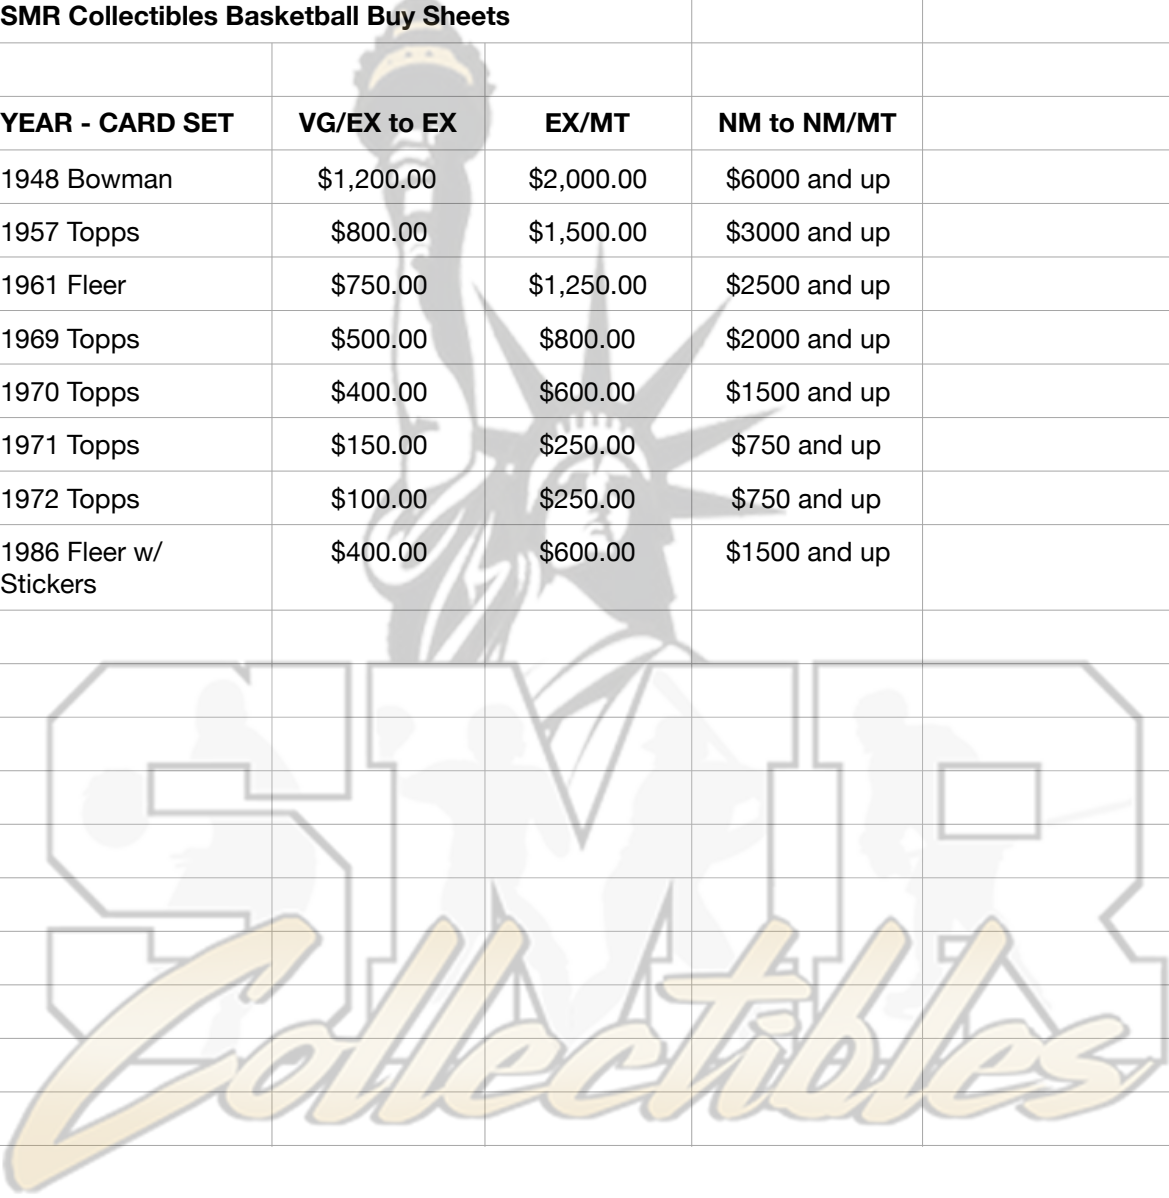 SMR Collectibles Basketball Buy Sheets
YEAR - CARD SET VG/EX to EX EX/MT NM to NM/MT
1948 Bowman $1,200.00 $2,000.00 $6000 and up
1957 Topps $800.00 $1,500.00 $3000 and up
1961 Fleer $750.00 $1,250.00 $2500 and up
1969 Topps $500.00 $800.00 $2000 and up
1970 Topps $400.00 $600.00 $1500 and up
1971 Topps $150.00 $250.00 $750 and up
1972 Topps $100.00 $250.00 $750 and up
1986 Fleer w/ $400.00 $600.00 $1500 and up
Stickers
SMR
Collectibles